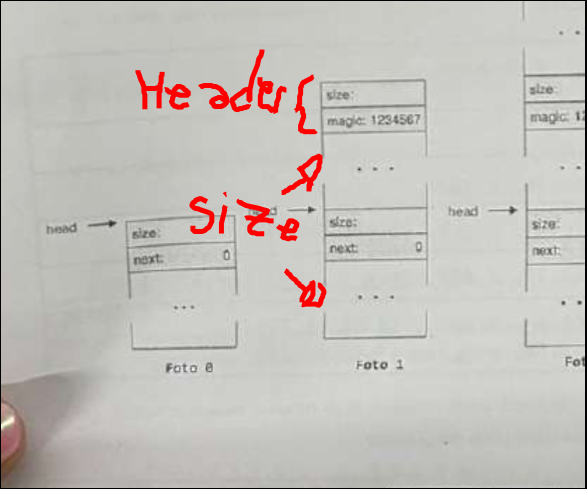 Header
size:
magic: 1234567
. . .
Size
head
size:
next: 0
. . .
Foto 0
size:
next: 0
. . .
Foto 1
. .
size:
magic: 12
. .
head
size:
next:
. .
Fot